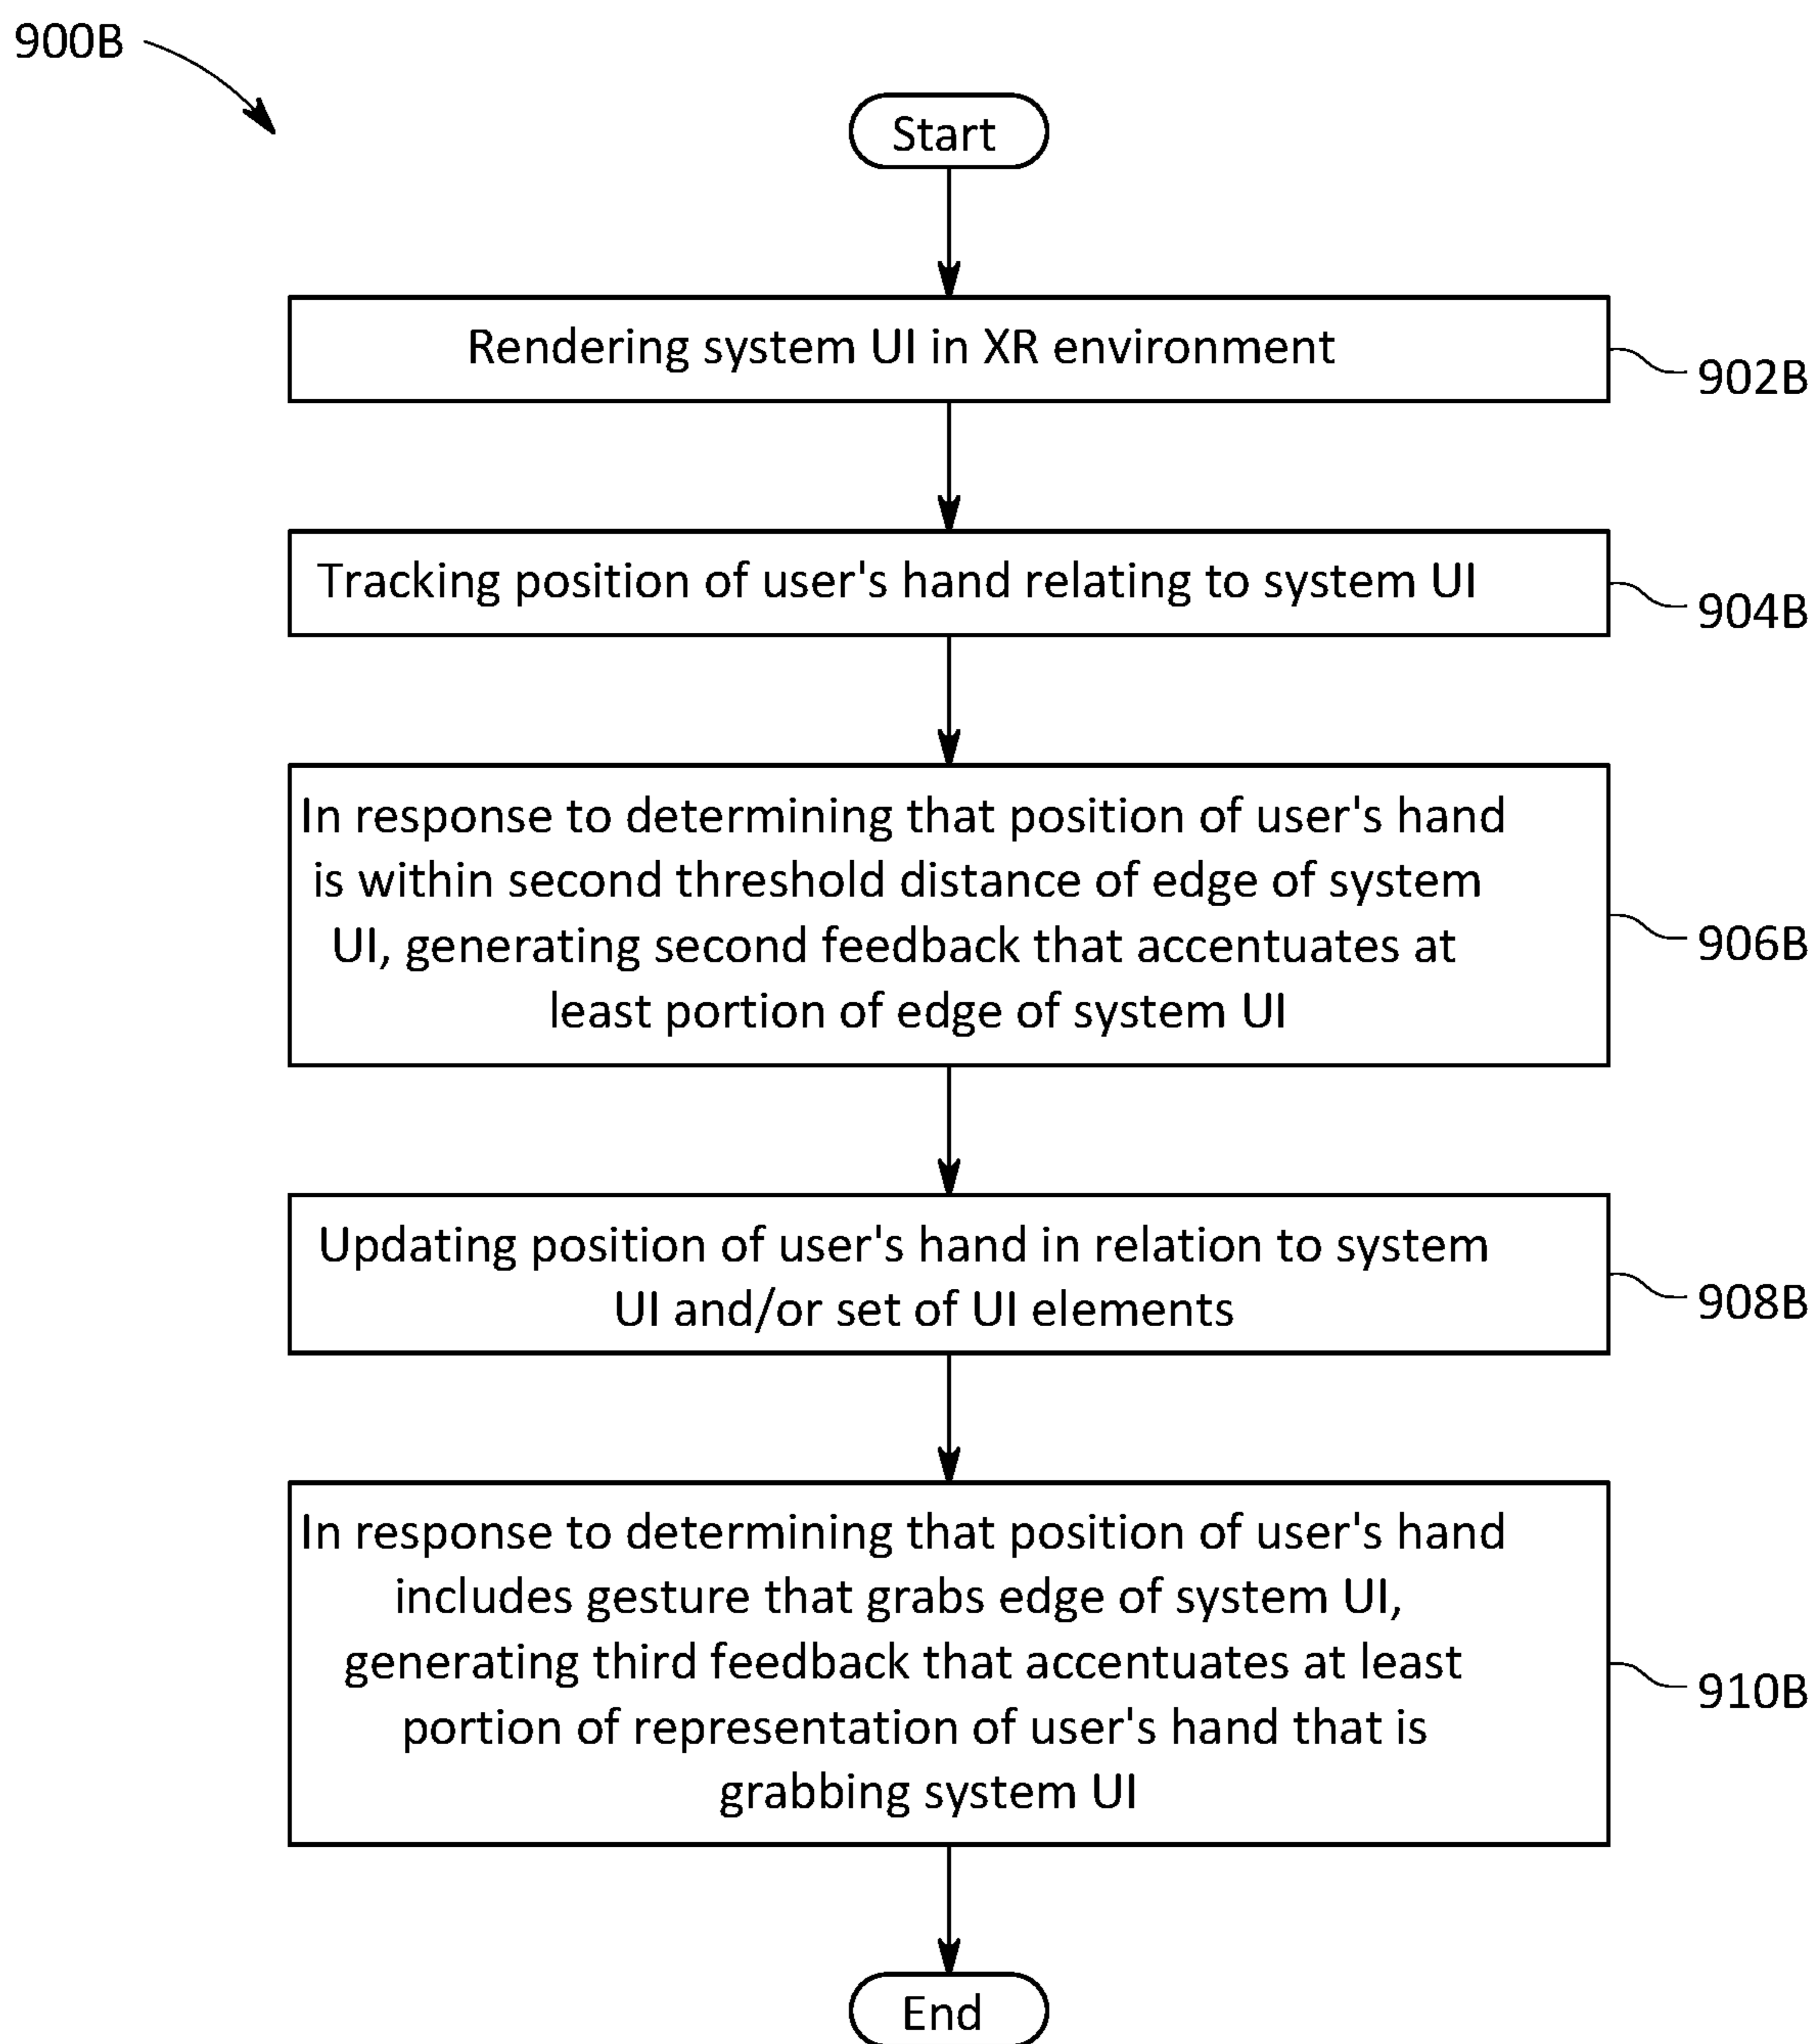 900B
Start
Rendering system UI in XR environment
902B
Tracking position of user's hand relating to system UI
904B
In response to determining that position of user's hand
is within second threshold distance of edge of system
UI, generating second feedback that accentuates at
least portion of edge of system UI
906B
Updating position of user's hand in relation to system
UI and/or set of UI elements
908B
In response to determining that position of user's hand
includes gesture that grabs edge of system UI,
generating third feedback that accentuates at least
portion of representation of user's hand that is
grabbing system UI
910B
End